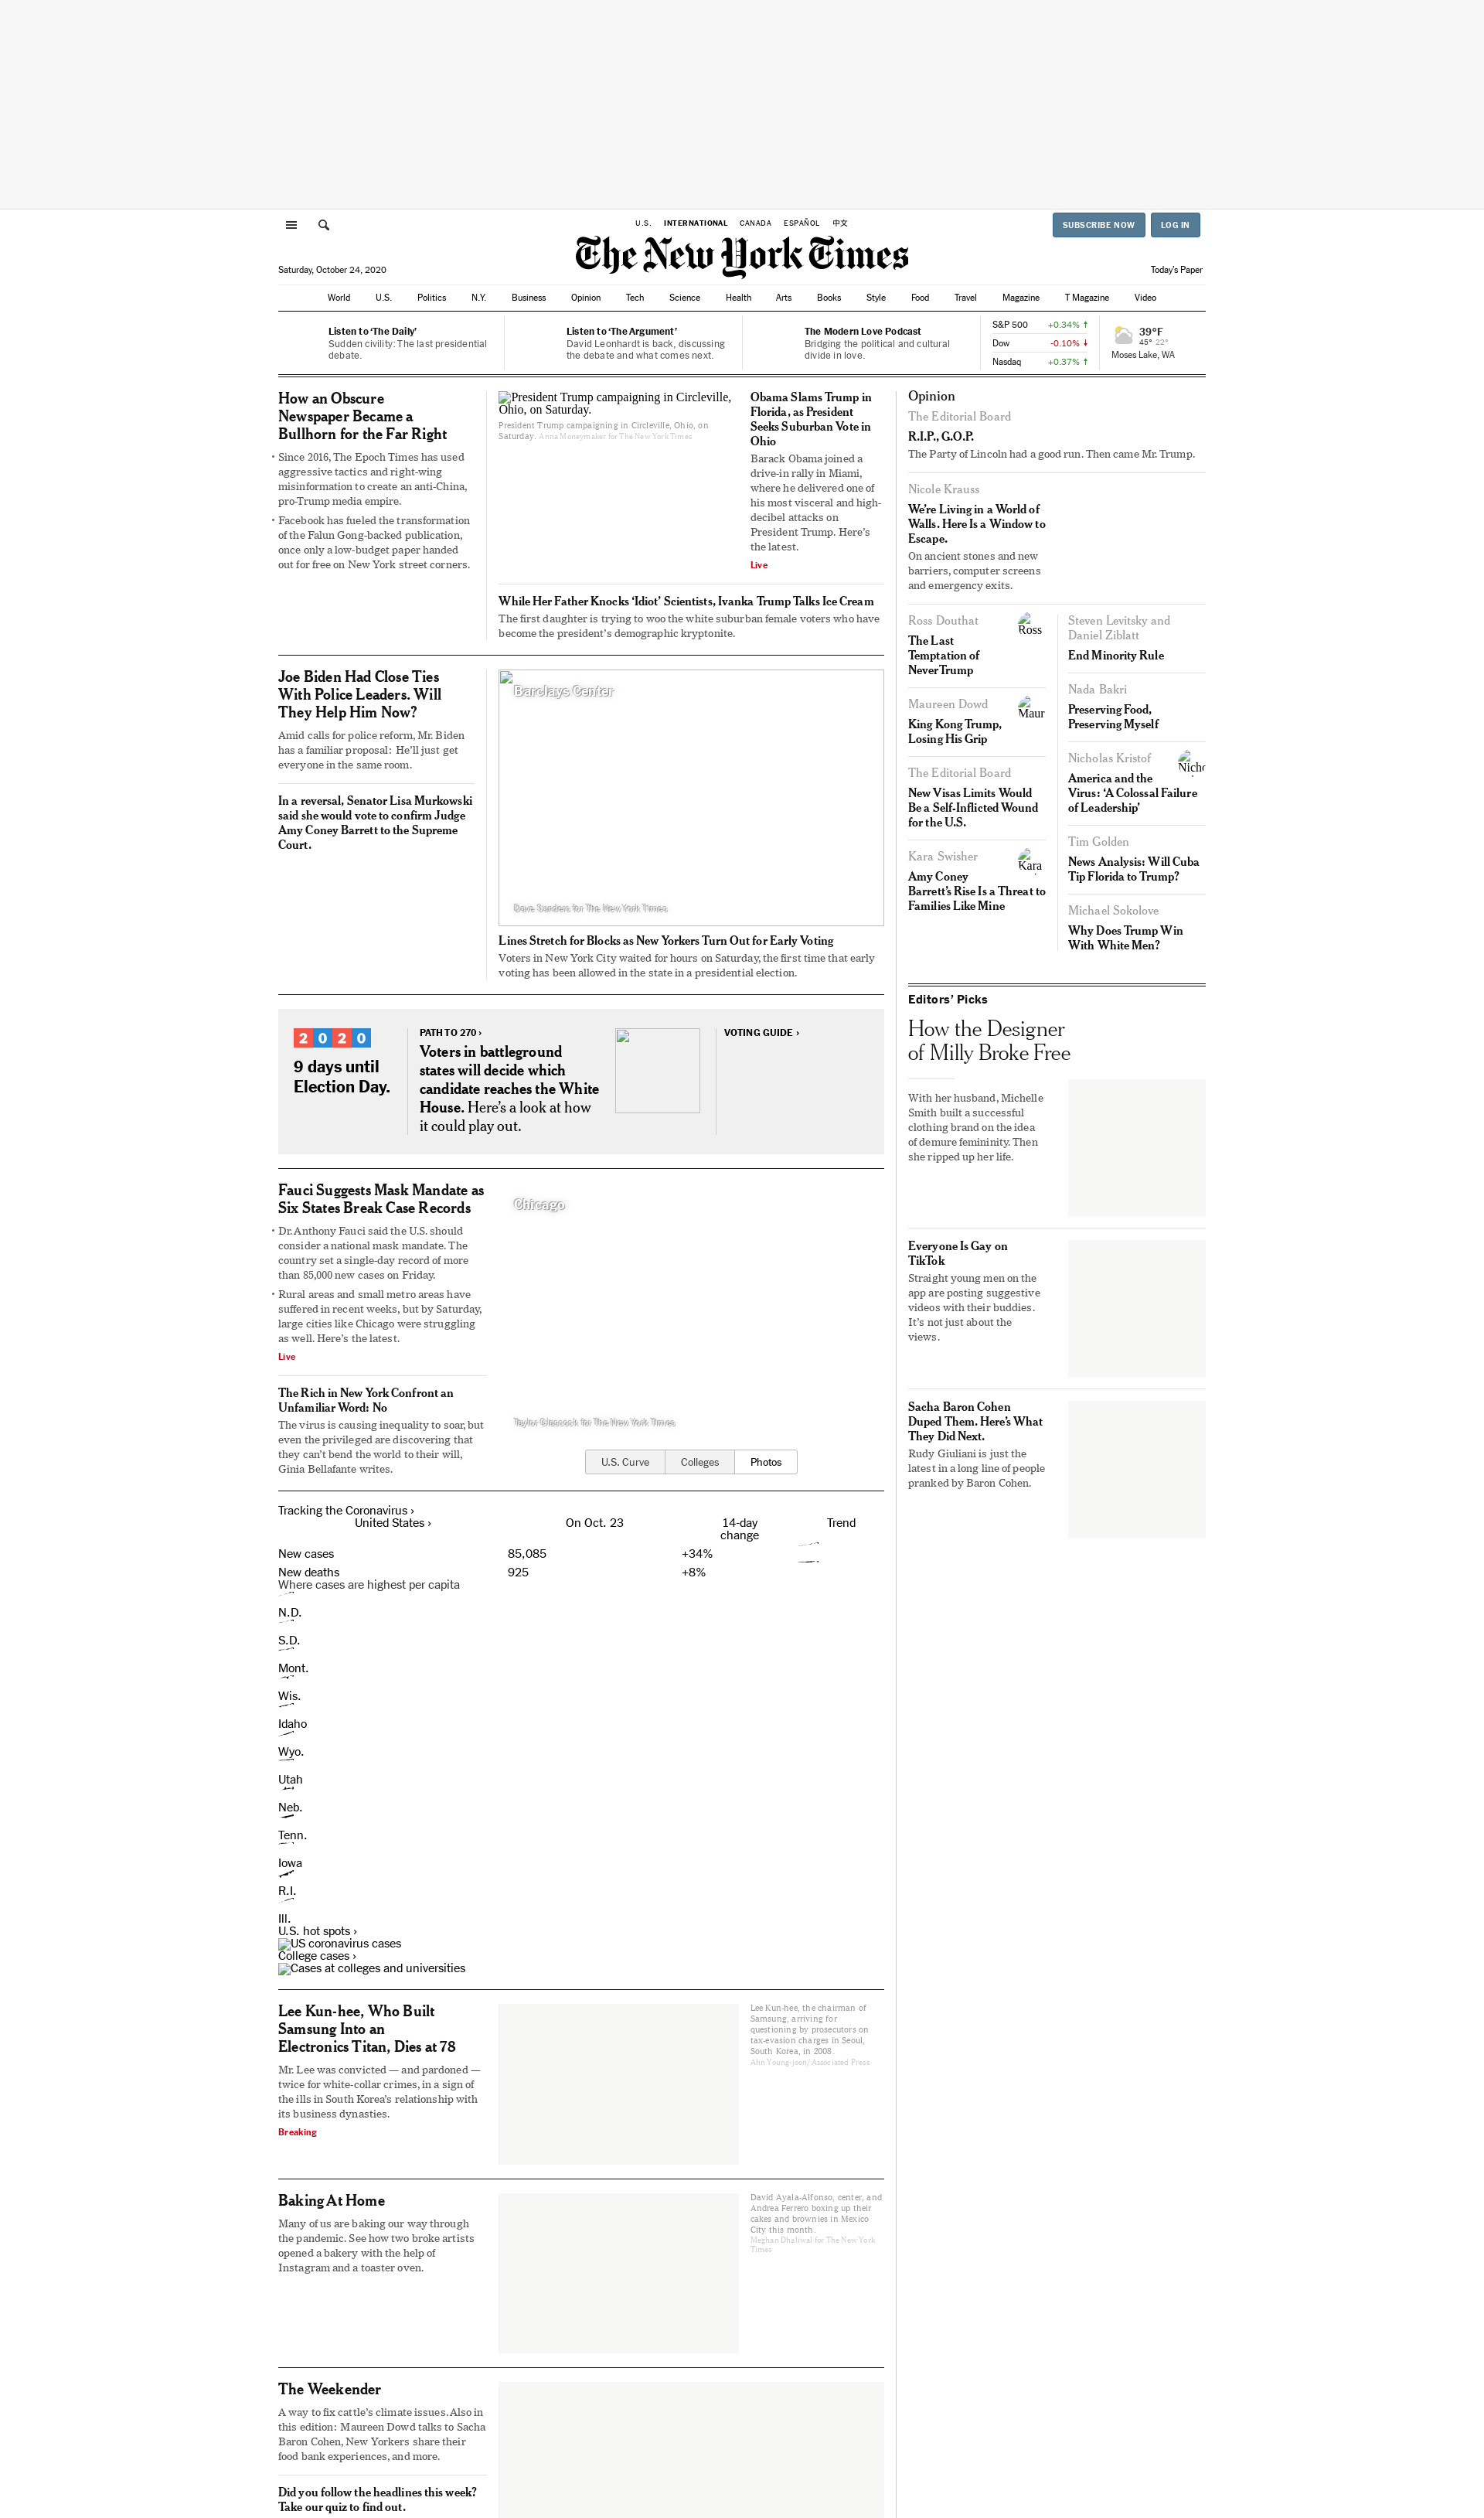 U.S. INTERNATIONAL CANADA ESPAÑOL 中文
SUBSCRIBE NOW LOG IN
The New York Times
Saturday, October 24, 2020
Today's Paper
World U.S. Politics N.Y. Business Opinion Tech Science Health Arts Books Style Food Travel Magazine T Magazine Video
Listen to ‘The Daily’
Sudden civility: The last presidential
debate.
Listen to ‘The Argument’
David Leonhardt is back, discussing
the debate and what comes next.
The Modern Love Podcast
Bridging the political and cultural
divide in love.
S&P 500 +0.34% ↑
Dow -0.10% ↓
Nasdaq +0.37% ↑
39°F
45° 22°
Moses Lake, WA
How an Obscure
Newspaper Became a
Bullhorn for the Far Right
• Since 2016, The Epoch Times has used
aggressive tactics and right-wing
misinformation to create an anti-China,
pro-Trump media empire.
• Facebook has fueled the transformation
of the Falun Gong-backed publication,
once only a low-budget paper handed
out for free on New York street corners.
President Trump campaigning in Circleville,
Ohio, on Saturday.
President Trump campaigning in Circleville, Ohio, on
Saturday. Anna Moneymaker for The New York Times
Obama Slams Trump in
Florida, as President
Seeks Suburban Vote in
Ohio
Barack Obama joined a
drive-in rally in Miami,
where he delivered one of
his most visceral and high-
decibel attacks on
President Trump. Here's
the latest.
Live
While Her Father Knocks ‘Idiot’ Scientists, Ivanka Trump Talks Ice Cream
The first daughter is trying to woo the white suburban female voters who have
become the president's demographic kryptonite.
Joe Biden Had Close Ties
With Police Leaders. Will
They Help Him Now?
Amid calls for police reform, Mr. Biden
has a familiar proposal: He'll just get
everyone in the same room.
In a reversal, Senator Lisa Murkowski
said she would vote to confirm Judge
Amy Coney Barrett to the Supreme
Court.
Barclays Center
Dave Sanders for The New York Times
Lines Stretch for Blocks as New Yorkers Turn Out for Early Voting
Voters in New York City waited for hours on Saturday, the first time that early
voting has been allowed in the state in a presidential election.
2020
9 days until
Election Day.
PATH TO 270 ›
Voters in battleground
states will decide which
candidate reaches the White
House. Here's a look at how
it could play out.
VOTING GUIDE ›
Fauci Suggests Mask Mandate as
Six States Break Case Records
• Dr. Anthony Fauci said the U.S. should
consider a national mask mandate. The
country set a single-day record of more
than 85,000 new cases on Friday.
• Rural areas and small metro areas have
suffered in recent weeks, but by Saturday,
large cities like Chicago were struggling
as well. Here's the latest.
Live
The Rich in New York Confront an
Unfamiliar Word: No
The virus is causing inequality to soar, but
even the privileged are discovering that
they can't bend the world to their will,
Ginia Bellafante writes.
Chicago
Taylor Glascock for The New York Times
U.S. Curve Colleges Photos
Tracking the Coronavirus ›
United States › On Oct. 23 14-day
change Trend
New cases 85,085 +34%
New deaths 925 +8%
Where cases are highest per capita
N.D.
S.D.
Mont.
Wis.
Idaho
Wyo.
Utah
Neb.
Tenn.
Iowa
R.I.
Ill.
U.S. hot spots ›
US coronavirus cases
College cases ›
Cases at colleges and universities
Lee Kun-hee, Who Built
Samsung Into an
Electronics Titan, Dies at 78
Mr. Lee was convicted — and pardoned —
twice for white-collar crimes, in a sign of
the ills in South Korea's relationship with
its business dynasties.
Breaking
Lee Kun-hee, the chairman of
Samsung, arriving for
questioning by prosecutors on
tax-evasion charges in Seoul,
South Korea, in 2008.
Ahn Young-joon/Associated Press
Baking At Home
Many of us are baking our way through
the pandemic. See how two broke artists
opened a bakery with the help of
Instagram and a toaster oven.
David Ayala-Alfonso, center, and
Andrea Ferrero boxing up their
cakes and brownies in Mexico
City this month.
Meghan Dhaliwal for The New York
Times
The Weekender
A way to fix cattle's climate issues. Also in
this edition: Maureen Dowd talks to Sacha
Baron Cohen, New Yorkers share their
food bank experiences, and more.
Did you follow the headlines this week?
Take our quiz to find out.
Opinion
The Editorial Board
R.I.P., G.O.P.
The Party of Lincoln had a good run. Then came Mr. Trump.
Nicole Krauss
We're Living in a World of
Walls. Here Is a Window to
Escape.
On ancient stones and new
barriers, computer screens
and emergency exits.
Ross Douthat
Ross
The Last
Temptation of
NeverTrump
Maureen Dowd
Maur
King Kong Trump,
Losing His Grip
The Editorial Board
New Visas Limits Would
Be a Self-Inflicted Wound
for the U.S.
Kara Swisher
Kara
Amy Coney
Barrett's Rise Is a Threat to
Families Like Mine
Steven Levitsky and
Daniel Ziblatt
End Minority Rule
Nada Bakri
Preserving Food,
Preserving Myself
Nicholas Kristof
Nicho
America and the
Virus: ‘A Colossal Failure
of Leadership’
Tim Golden
News Analysis: Will Cuba
Tip Florida to Trump?
Michael Sokolove
Why Does Trump Win
With White Men?
Editors’ Picks
How the Designer
of Milly Broke Free
With her husband, Michelle
Smith built a successful
clothing brand on the idea
of demure femininity. Then
she ripped up her life.
Everyone Is Gay on
TikTok
Straight young men on the
app are posting suggestive
videos with their buddies.
It's not just about the
views.
Sacha Baron Cohen
Duped Them. Here's What
They Did Next.
Rudy Giuliani is just the
latest in a long line of people
pranked by Baron Cohen.